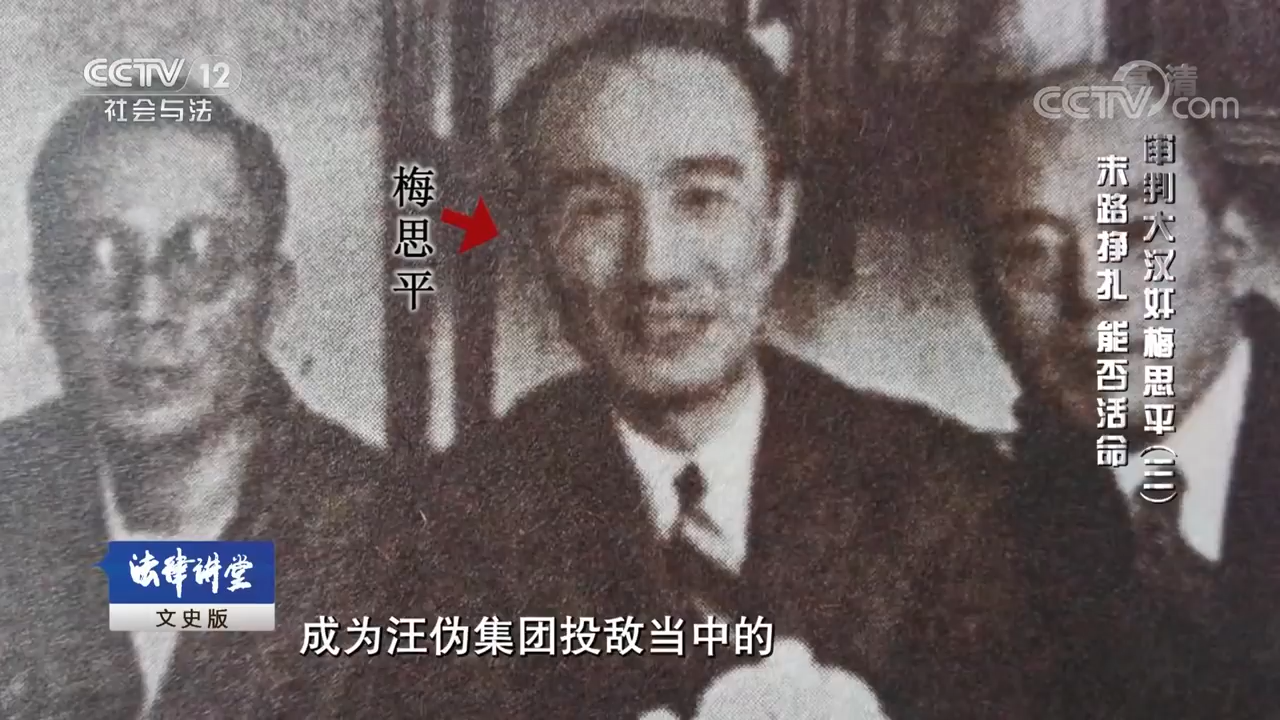 CCTV 12
社会与法
高清
CCTV.com
梅思平
审判大汉奸梅思平(三)
末路挣扎 能否活命
法律讲堂
文史版
成为汪伪集团投敌当中的